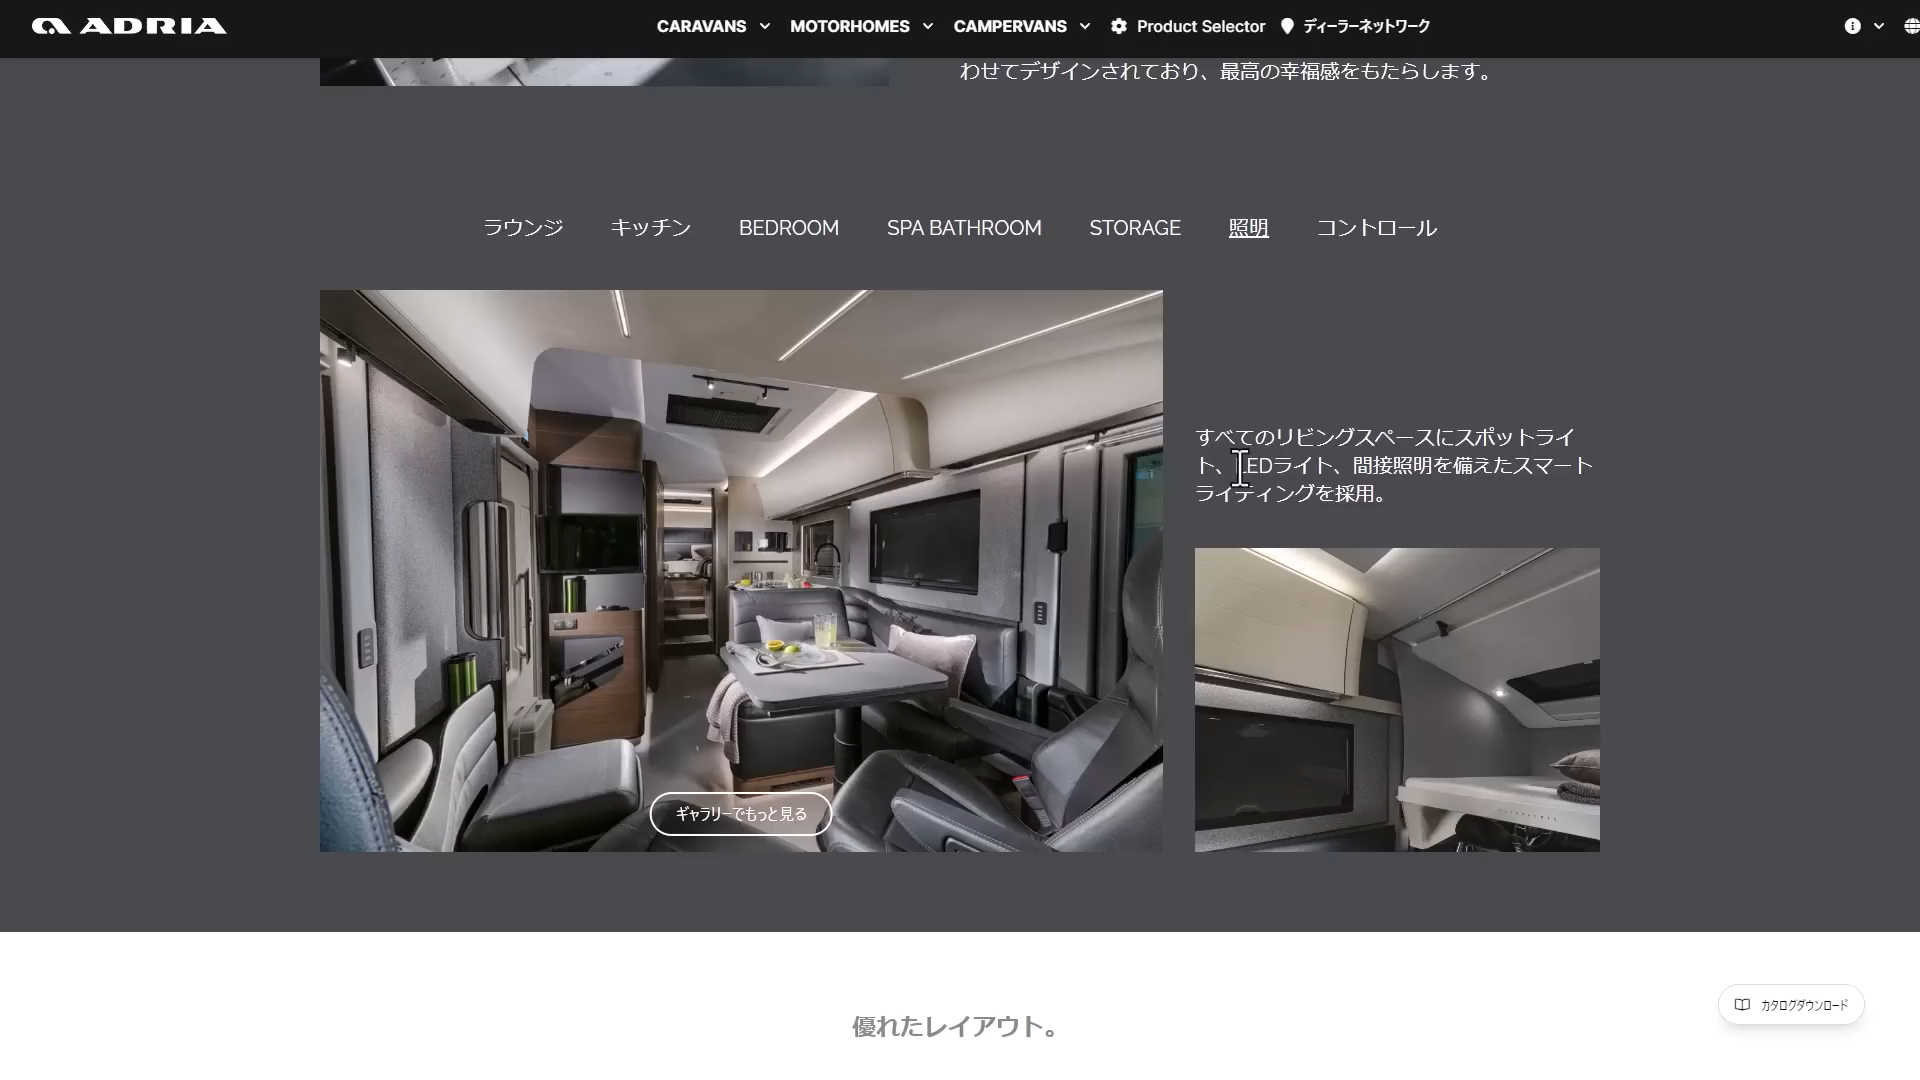 ADRIA
CARAVANS
MOTORHOMES
CAMPERVANS
Product Selector
ディーラーネットワーク
わせてデザインされており、最高の幸福感をもたらします。
ラウンジ
キッチン
BEDROOM
SPA BATHROOM
STORAGE
照明
コントロール
すべてのリビングスペースにスポットライ
ト、LEDライト、間接照明を備えたスマート
ライティングを採用。
ギャラリーでもっと見る
カタログダウンロード
優れたレイアウト。